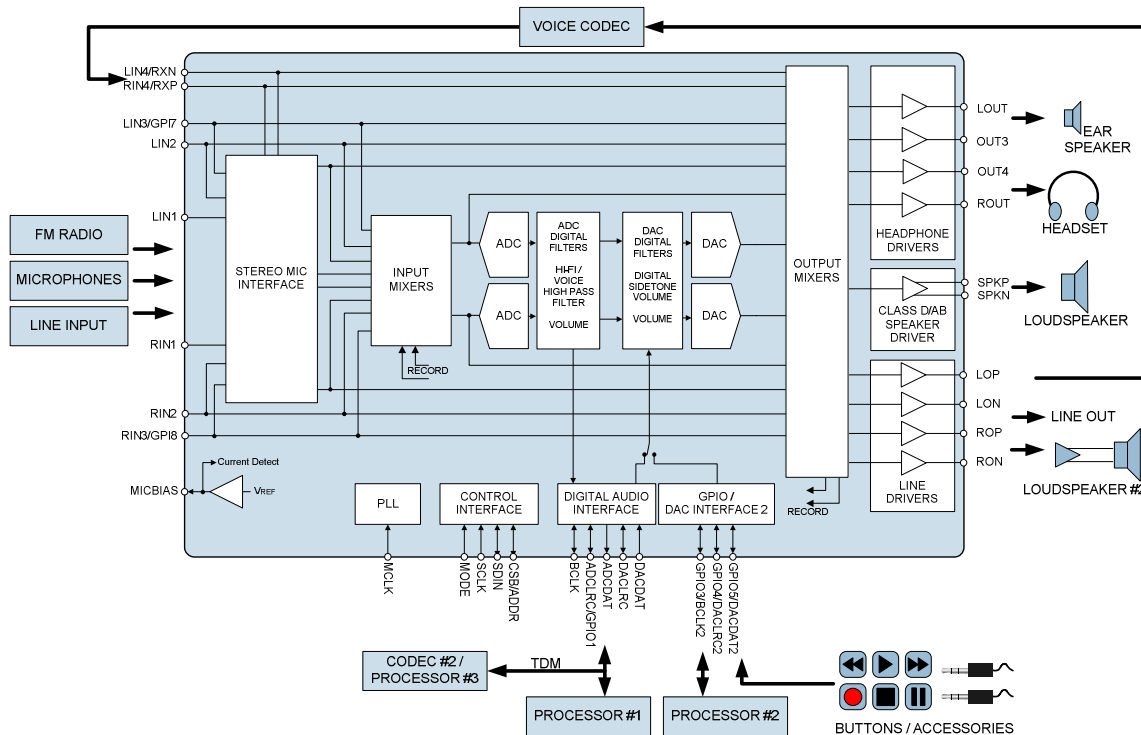 VOICE CODEC
LIN4/RXN
RIN4/RXP
LIN3/GPI7
LIN2
LIN1
RIN1
RIN2
RIN3/GPI8
MICBIAS
FM RADIO
MICROPHONES
LINE INPUT
STEREO MIC
INTERFACE
INPUT
MIXERS
RECORD
ADC
ADC
ADC
DIGITAL
FILTERS
HI-FI /
VOICE
HIGH PASS
FILTER
VOLUME
DAC
DIGITAL
FILTERS
DIGITAL
SIDETONE
VOLUME
VOLUME
DAC
DAC
OUTPUT
MIXERS
RECORD
HEADPHONE
DRIVERS
CLASS D/AB
SPEAKER
DRIVER
LINE
DRIVERS
LOUT
OUT3
OUT4
ROUT
SPKP
SPKN
LOP
LON
ROP
RON
EAR
SPEAKER
HEADSET
LOUDSPEAKER
LINE OUT
LOUDSPEAKER #2
Current Detect
VREF
PLL
CONTROL
INTERFACE
DIGITAL AUDIO
INTERFACE
GPIO /
DAC INTERFACE 2
MCLK
MODE
SCLK
SDIN
CSB/ADDR
BCLK
ADCLRC/GPIO1
ADCDAT
DACLRC
DACDAT
GPIO3/BCLK2
GPIO4/DACLRC2
GPIO5/DACDAT2
CODEC #2 /
PROCESSOR #3
TDM
PROCESSOR #1
PROCESSOR #2
BUTTONS / ACCESSORIES